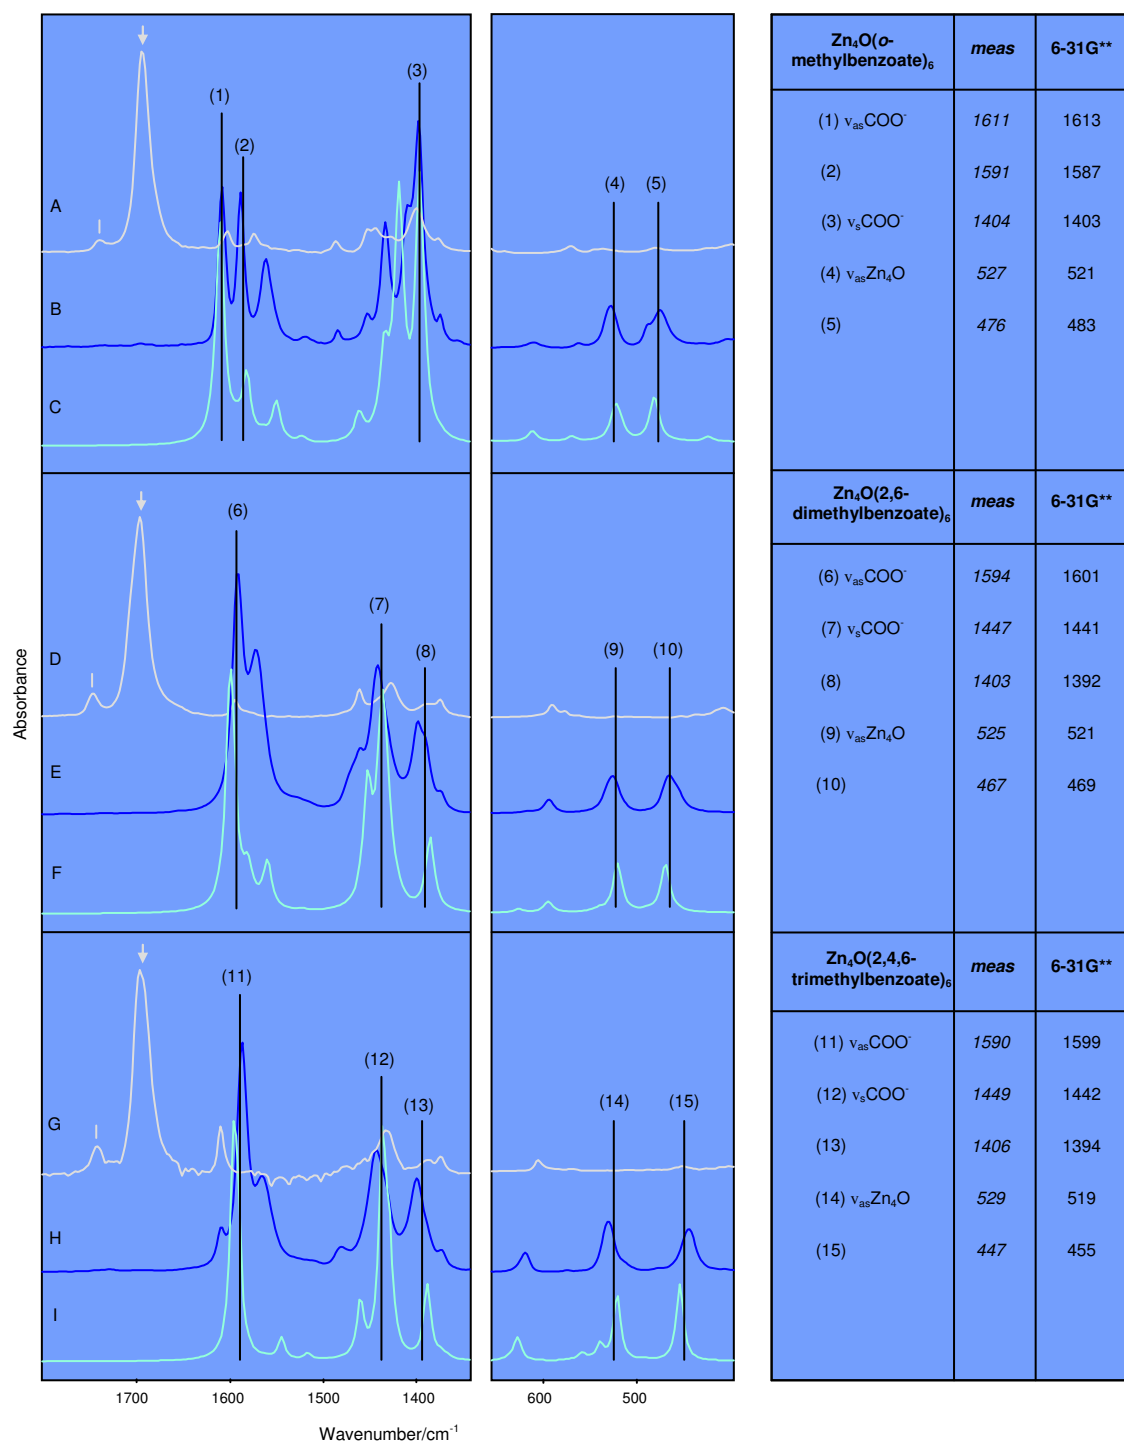 Absorbance
Wavenumber/cm⁻¹
1700 1600 1500 1400 600 500
A
B
C
(1)
(2)
(3)
(4)
(5)
D
E
F
(6)
(7)
(8)
(9)
(10)
G
H
I
(11)
(12)
(13)
(14)
(15)
Zn₄O(o-
methylbenzoate)₆ meas 6-31G**
(1) νasCOO⁻ 1611 1613
(2) 1591 1587
(3) νsCOO⁻ 1404 1403
(4) νasZn₄O 527 521
(5) 476 483
Zn₄O(2,6-
dimethylbenzoate)₆ meas 6-31G**
(6) νasCOO⁻ 1594 1601
(7) νsCOO⁻ 1447 1441
(8) 1403 1392
(9) νasZn₄O 525 521
(10) 467 469
Zn₄O(2,4,6-
trimethylbenzoate)₆ meas 6-31G**
(11) νasCOO⁻ 1590 1599
(12) νsCOO⁻ 1449 1442
(13) 1406 1394
(14) νasZn₄O 529 519
(15) 447 455